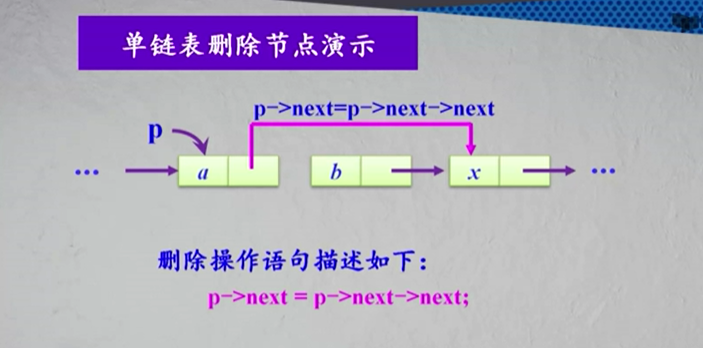 单链表删除节点演示
p->next=p->next->next
p
... a b x ...
删除操作语句描述如下：
p->next = p->next->next;